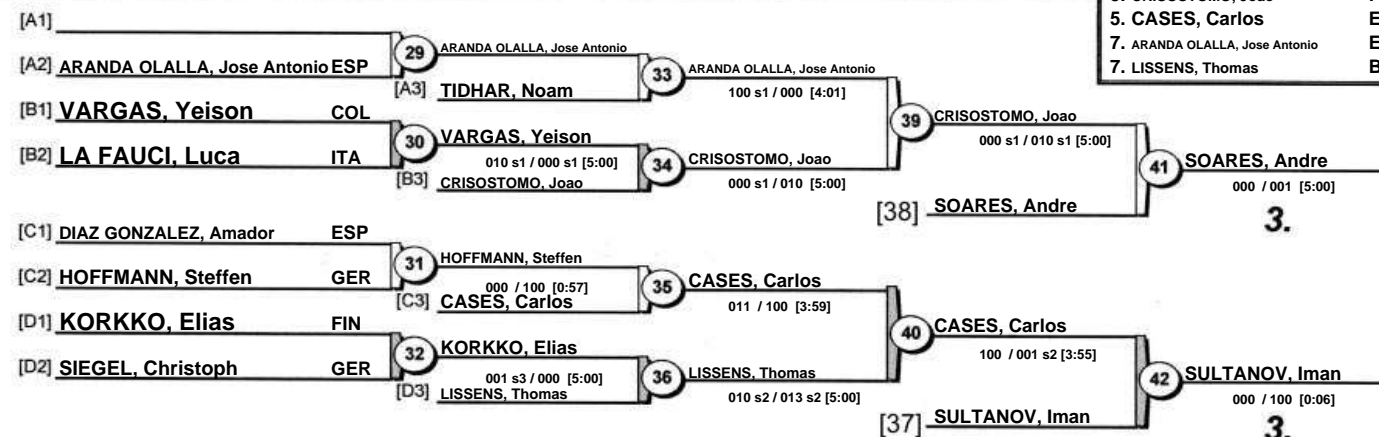 5. CASES, Carlos E
7. ARANDA OLALLA, Jose Antonio E
7. LISSENS, Thomas B
[A1]
29
ARANDA OLALLA, Jose Antonio
[A2] ARANDA OLALLA, Jose Antonio ESP
[A3] TIDHAR, Noam
33
ARANDA OLALLA, Jose Antonio
100 s1 / 000 [4:01]
[B1] VARGAS, Yeison COL
30
VARGAS, Yeison
010 s1 / 000 s1 [5:00]
[B2] LA FAUCI, Luca ITA
[B3] CRISOSTOMO, Joao
34
CRISOSTOMO, Joao
000 s1 / 010 [5:00]
39
CRISOSTOMO, Joao
000 s1 / 010 s1 [5:00]
[38] SOARES, Andre
41
SOARES, Andre
000 / 001 [5:00]
3.
[C1] DIAZ GONZALEZ, Amador ESP
31
HOFFMANN, Steffen
000 / 100 [0:57]
[C2] HOFFMANN, Steffen GER
[C3] CASES, Carlos
35
CASES, Carlos
011 / 100 [3:59]
[D1] KORKKO, Elias FIN
32
KORKKO, Elias
001 s3 / 000 [5:00]
[D2] SIEGEL, Christoph GER
[D3] LISSENS, Thomas
36
LISSENS, Thomas
010 s2 / 013 s2 [5:00]
40
CASES, Carlos
100 / 001 s2 [3:55]
[37] SULTANOV, Iman
42
SULTANOV, Iman
000 / 100 [0:06]
3.